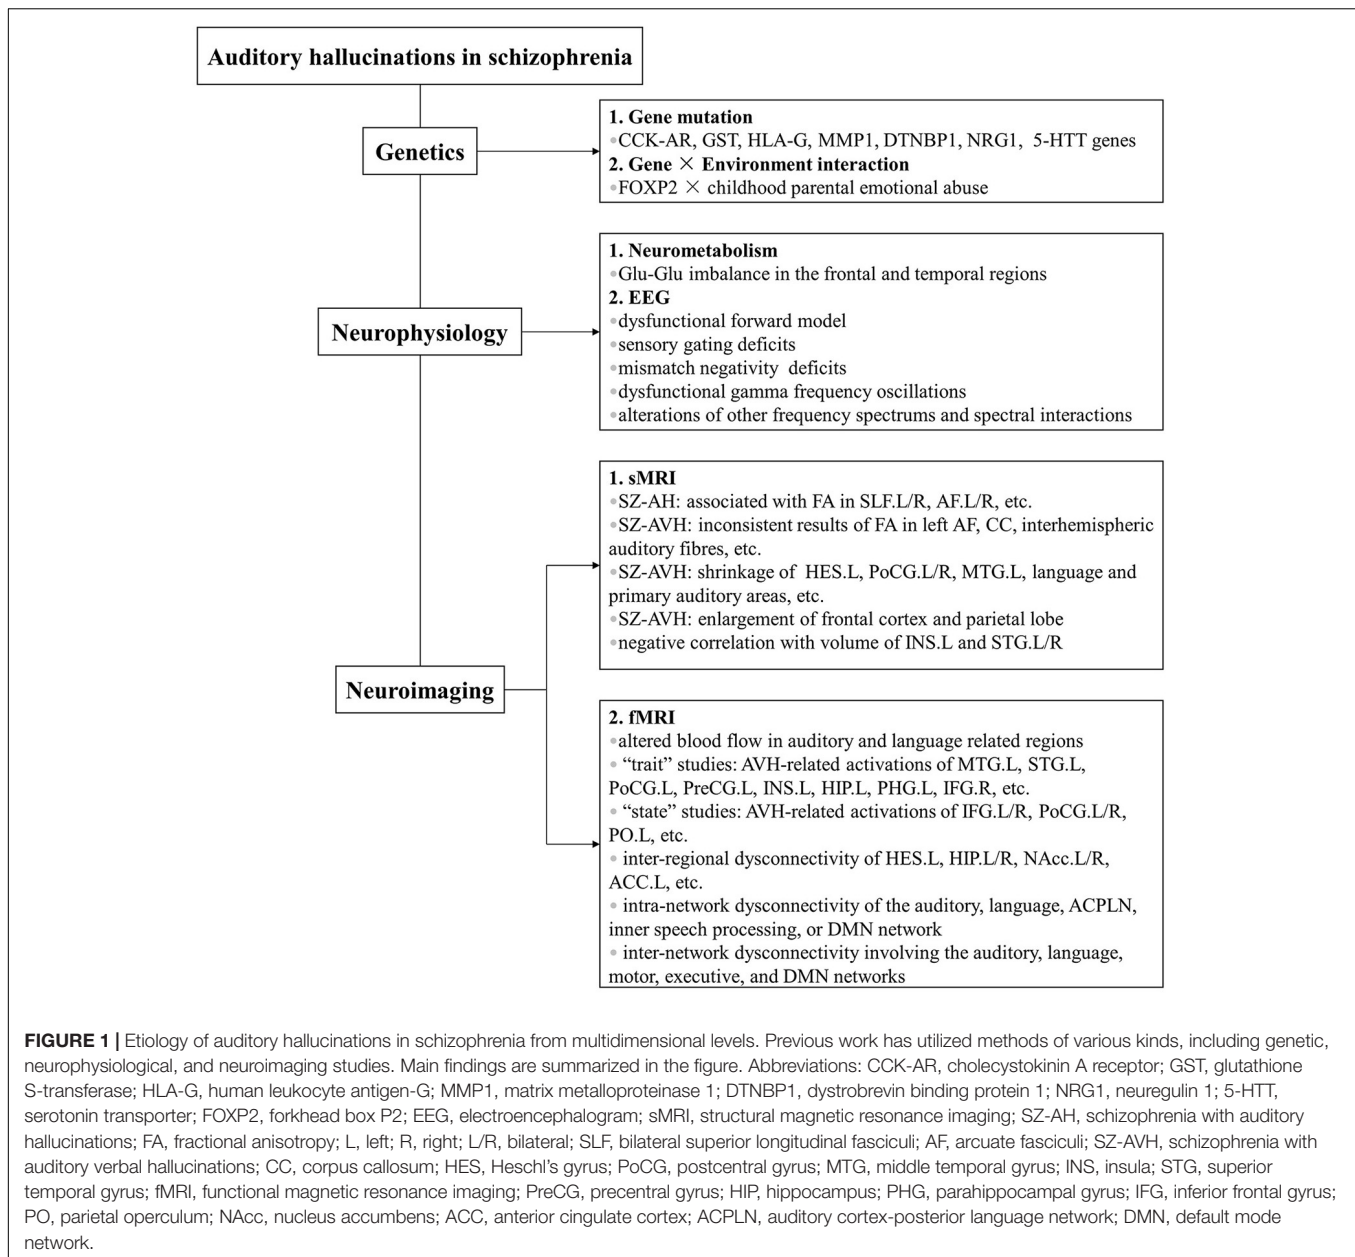 Auditory hallucinations in schizophrenia
Genetics
1. Gene mutation
•CCK-AR, GST, HLA-G, MMP1, DTNBP1, NRG1, 5-HTT genes
2. Gene × Environment interaction
•FOXP2 × childhood parental emotional abuse
Neurophysiology
1. Neurometabolism
•Glu-Glu imbalance in the frontal and temporal regions
2. EEG
•dysfunctional forward model
•sensory gating deficits
•mismatch negativity deficits
•dysfunctional gamma frequency oscillations
•alterations of other frequency spectrums and spectral interactions
Neuroimaging
1. sMRI
•SZ-AH: associated with FA in SLF.L/R, AF.L/R, etc.
•SZ-AVH: inconsistent results of FA in left AF, CC, interhemispheric
auditory fibres, etc.
•SZ-AVH: shrinkage of HES.L, PoCG.L/R, MTG.L, language and
primary auditory areas, etc.
•SZ-AVH: enlargement of frontal cortex and parietal lobe
•negative correlation with volume of INS.L and STG.L/R
2. fMRI
•altered blood flow in auditory and language related regions
• “trait” studies: AVH-related activations of MTG.L, STG.L,
PoCG.L, PreCG.L, INS.L, HIP.L, PHG.L, IFG.R, etc.
• “state” studies: AVH-related activations of IFG.L/R, PoCG.L/R,
PO.L, etc.
• inter-regional dysconnectivity of HES.L, HIP.L/R, NAcc.L/R,
ACC.L, etc.
• intra-network dysconnectivity of the auditory, language, ACPLN,
inner speech processing, or DMN network
• inter-network dysconnectivity involving the auditory, language,
motor, executive, and DMN networks
FIGURE 1 | Etiology of auditory hallucinations in schizophrenia from multidimensional levels. Previous work has utilized methods of various kinds, including genetic,
neurophysiological, and neuroimaging studies. Main findings are summarized in the figure. Abbreviations: CCK-AR, cholecystokinin A receptor; GST, glutathione
S-transferase; HLA-G, human leukocyte antigen-G; MMP1, matrix metalloproteinase 1; DTNBP1, dystrobrevin binding protein 1; NRG1, neuregulin 1; 5-HTT,
serotonin transporter; FOXP2, forkhead box P2; EEG, electroencephalogram; sMRI, structural magnetic resonance imaging; SZ-AH, schizophrenia with auditory
hallucinations; FA, fractional anisotropy; L, left; R, right; L/R, bilateral; SLF, bilateral superior longitudinal fasciculi; AF, arcuate fasciculi; SZ-AVH, schizophrenia with
auditory verbal hallucinations; CC, corpus callosum; HES, Heschl’s gyrus; PoCG, postcentral gyrus; MTG, middle temporal gyrus; INS, insula; STG, superior
temporal gyrus; fMRI, functional magnetic resonance imaging; PreCG, precentral gyrus; HIP, hippocampus; PHG, parahippocampal gyrus; IFG, inferior frontal gyrus;
PO, parietal operculum; NAcc, nucleus accumbens; ACC, anterior cingulate cortex; ACPLN, auditory cortex-posterior language network; DMN, default mode
network.